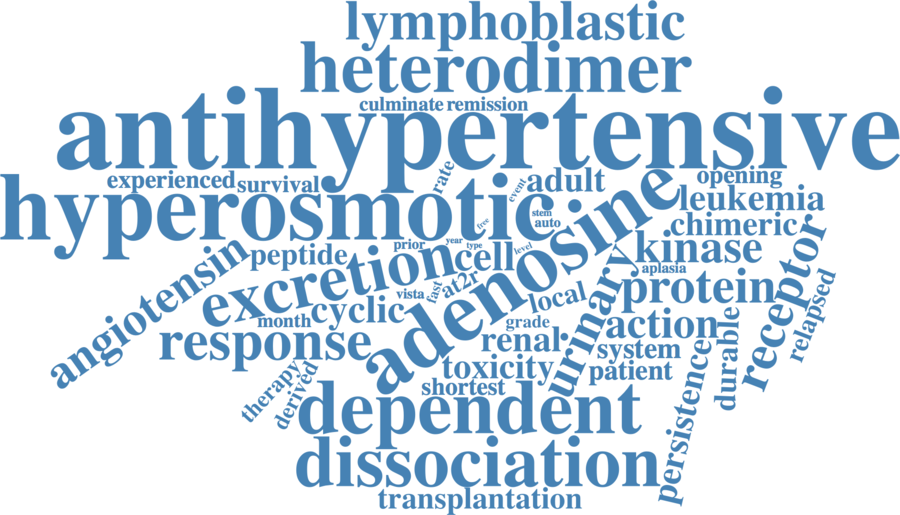 lymphoblastic
heterodimer
culminate remission
antihypertensive
experienced
survival
rate
event
adult
opening
hyperosmotic
stem
auto
free
leukemia
chimeric
angiotensin
peptide
prior
year
type
level
cell
kinase
aplasia
excretion
adenosine
urinary
protein
receptor
relapsed
vista
fast
at2r
local
month
cyclic
grade
action
response
renal
system
durable
toxicity
patient
persistence
therapy
derived
shortest
dependent
dissociation
transplantation